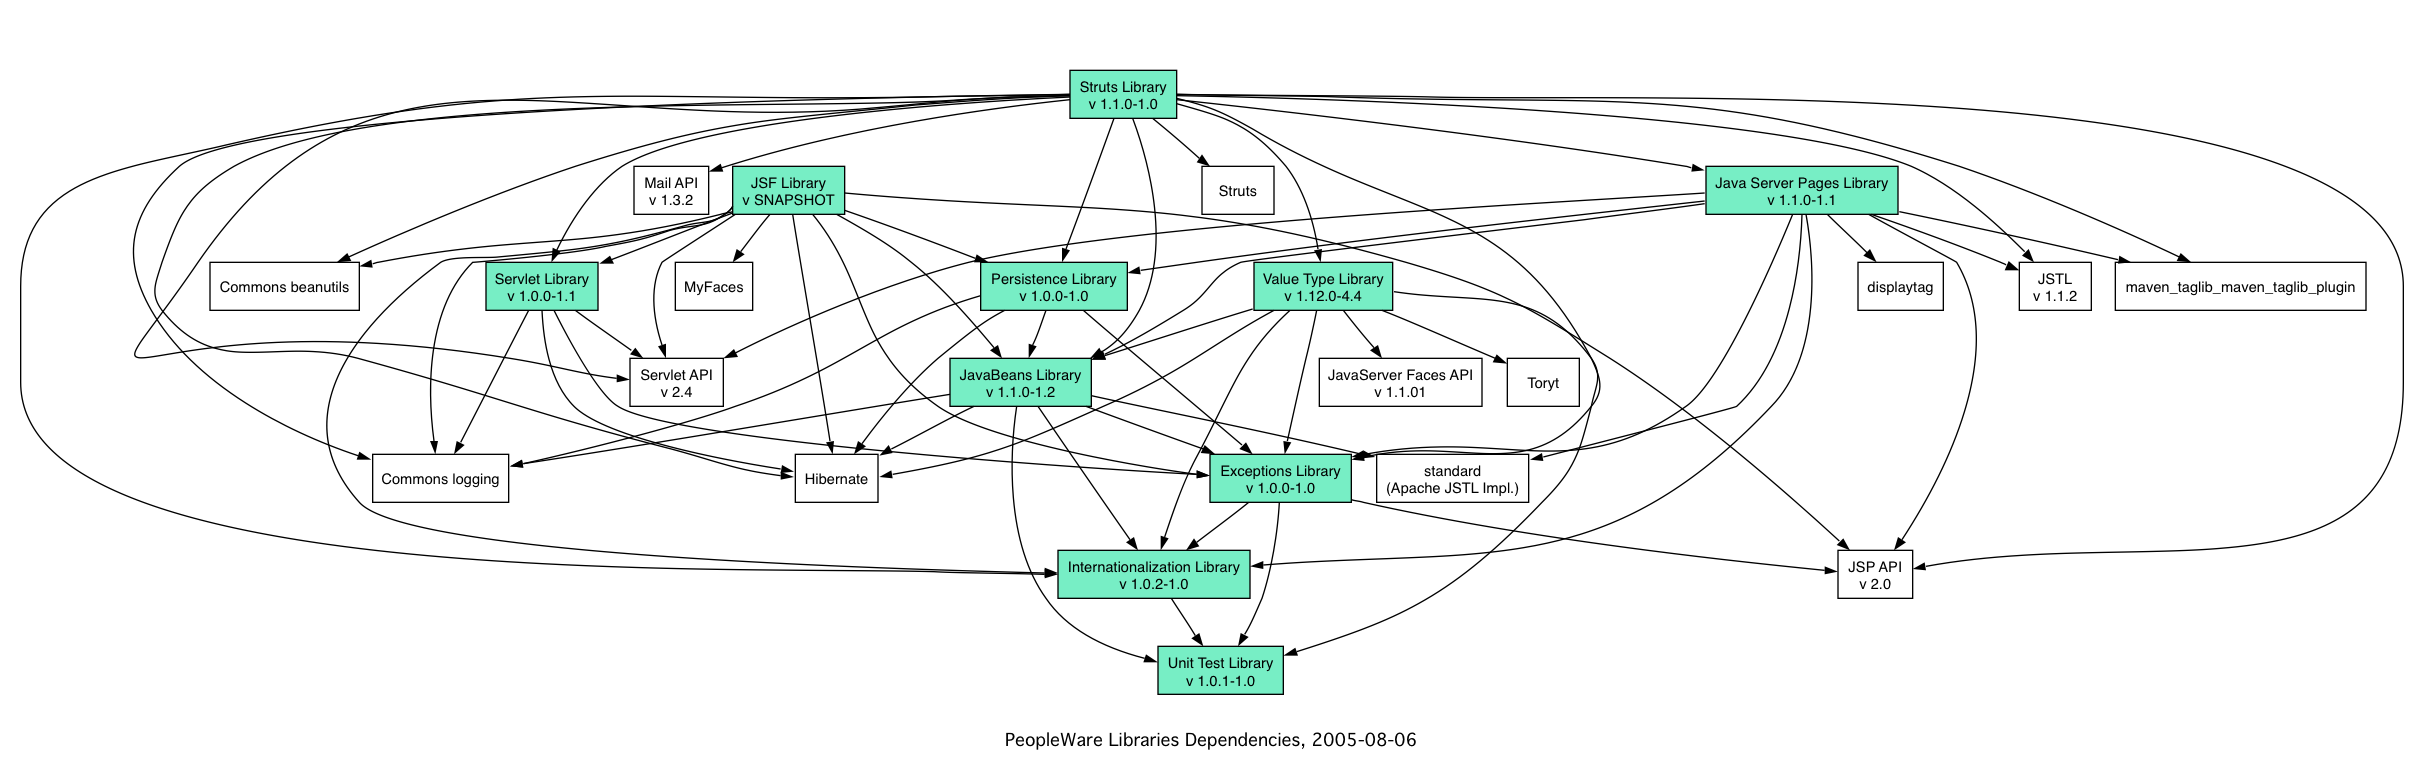 Struts Library
v 1.1.0-1.0
Mail API
v 1.3.2
JSF Library
v SNAPSHOT
Struts
Java Server Pages Library
v 1.1.0-1.1
Commons beanutils
Servlet Library
v 1.0.0-1.1
MyFaces
Persistence Library
v 1.0.0-1.0
Value Type Library
v 1.12.0-4.4
displaytag
JSTL
v 1.1.2
maven_taglib_maven_taglib_plugin
Servlet API
v 2.4
JavaBeans Library
v 1.1.0-1.2
JavaServer Faces API
v 1.1.01
Toryt
Commons logging
Hibernate
Exceptions Library
v 1.0.0-1.0
standard
(Apache JSTL Impl.)
Internationalization Library
v 1.0.2-1.0
JSP API
v 2.0
Unit Test Library
v 1.0.1-1.0
PeopleWare Libraries Dependencies, 2005-08-06